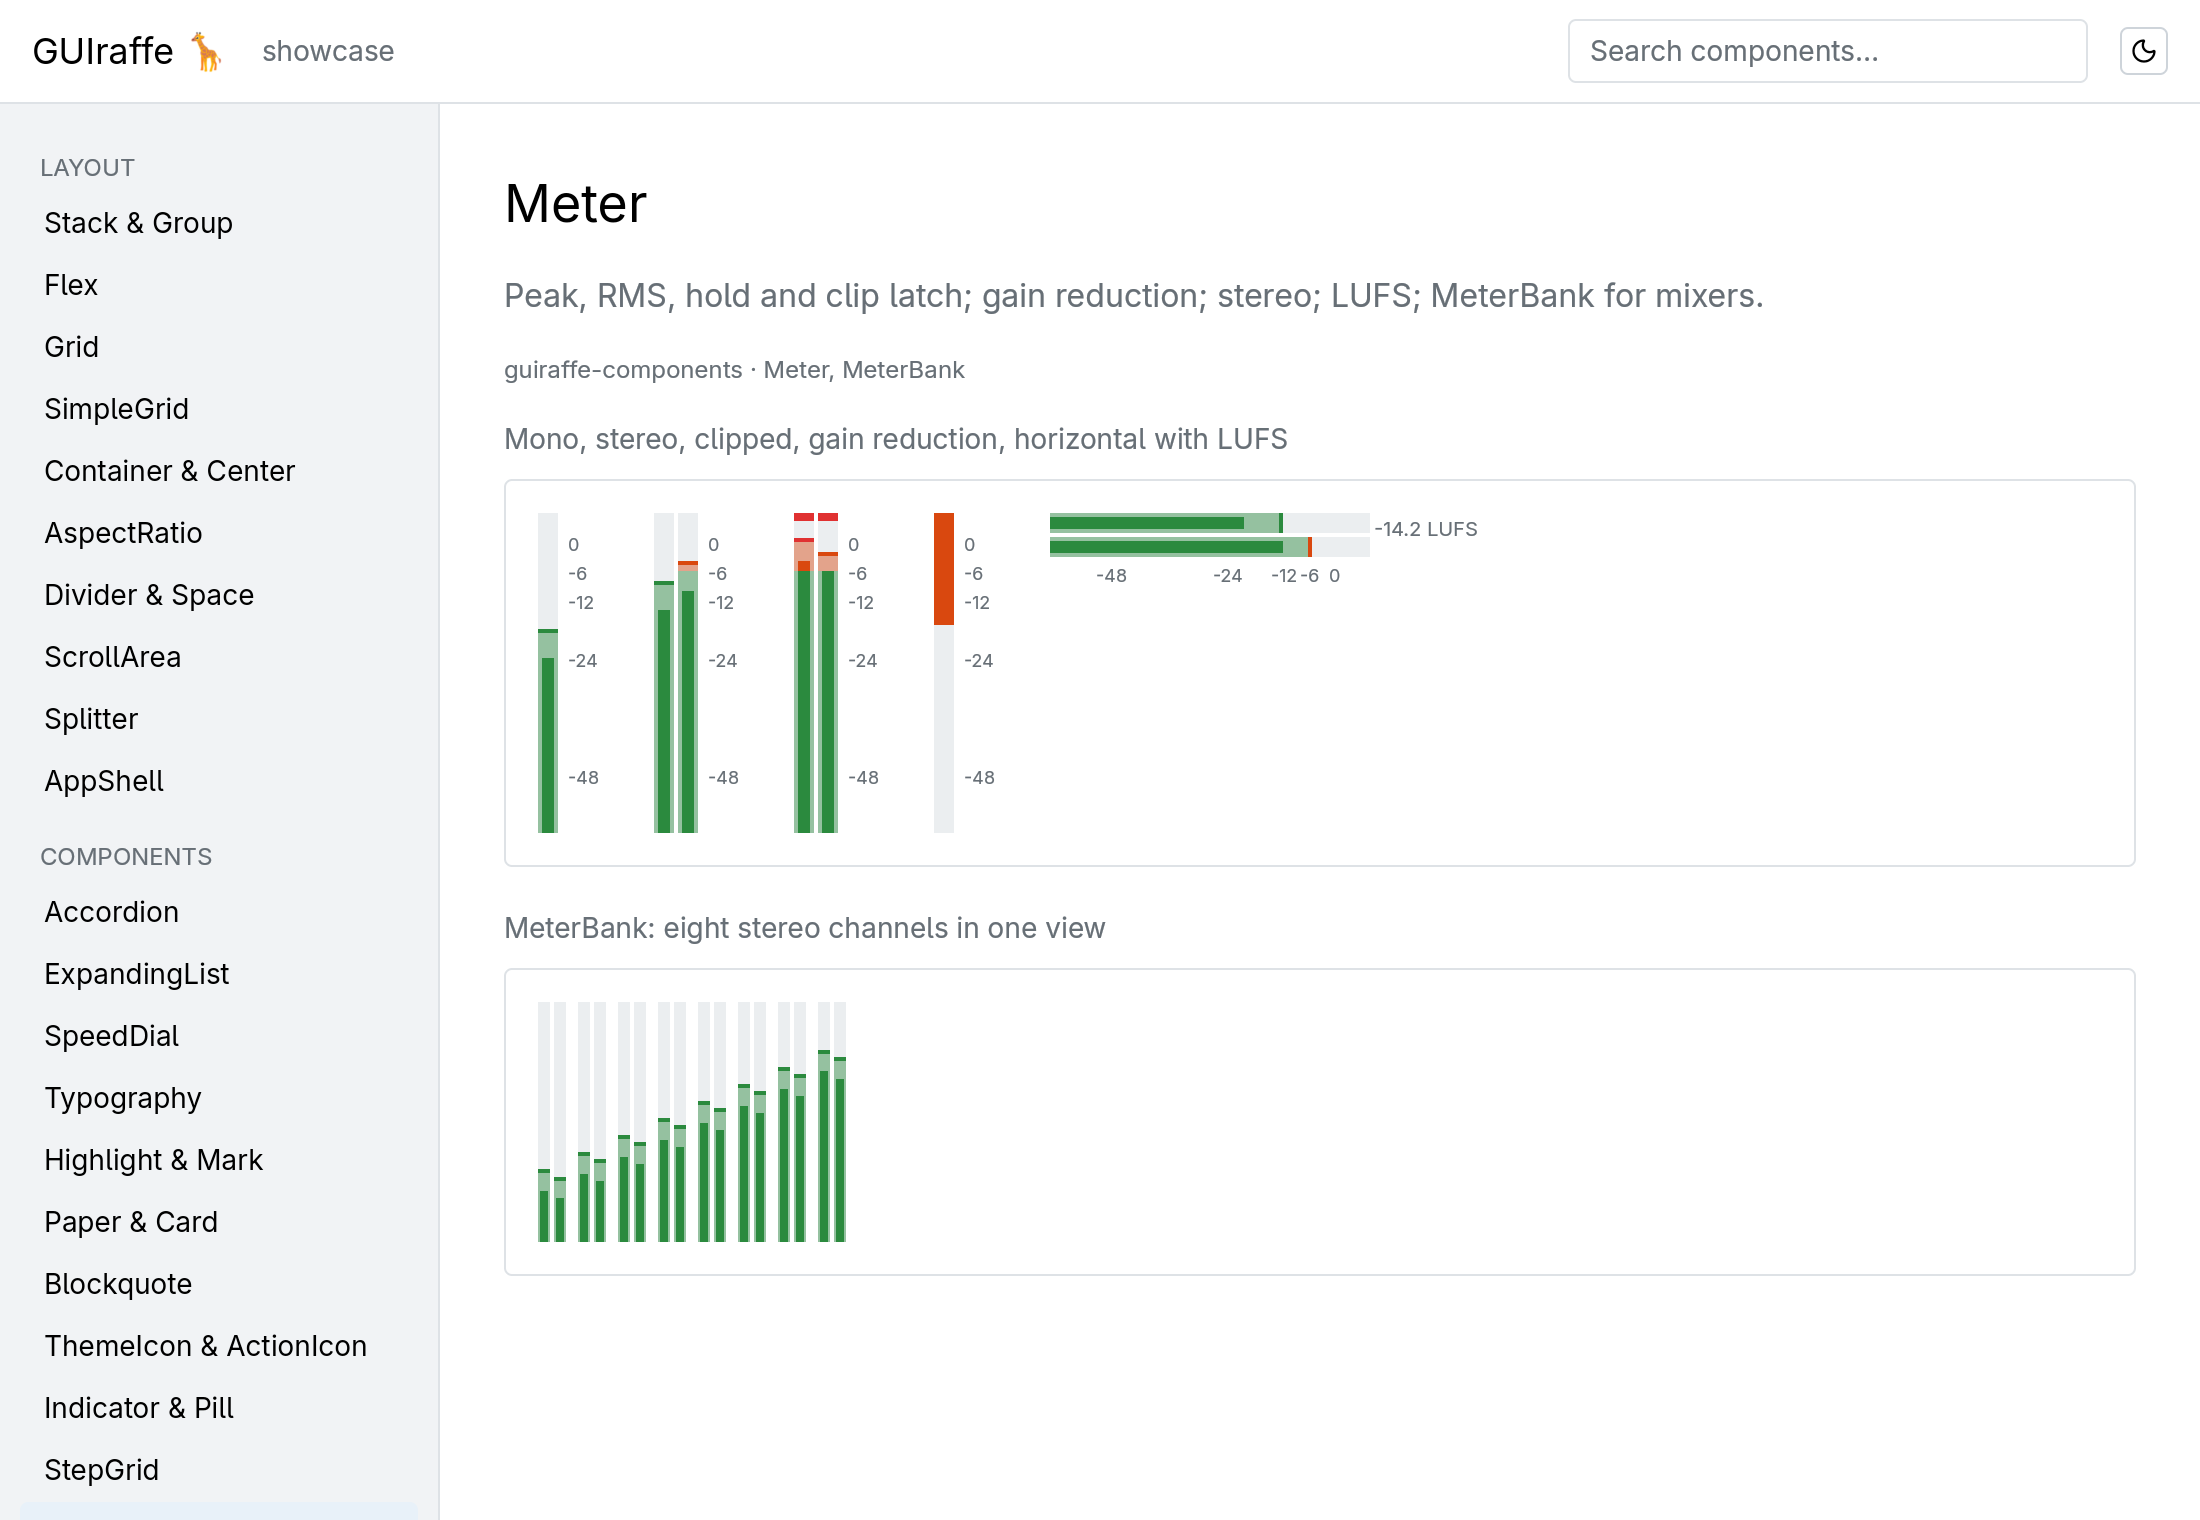 GUIraffe 🦒 showcase
Search components...
LAYOUT
Stack & Group
Flex
Grid
SimpleGrid
Container & Center
AspectRatio
Divider & Space
ScrollArea
Splitter
AppShell
COMPONENTS
Accordion
ExpandingList
SpeedDial
Typography
Highlight & Mark
Paper & Card
Blockquote
ThemeIcon & ActionIcon
Indicator & Pill
StepGrid
Meter
Peak, RMS, hold and clip latch; gain reduction; stereo; LUFS; MeterBank for mixers.
guiraffe-components · Meter, MeterBank
Mono, stereo, clipped, gain reduction, horizontal with LUFS
0
-6
-12
-24
-48
0
-6
-12
-24
-48
0
-6
-12
-24
-48
0
-6
-12
-24
-48
-14.2 LUFS
-48 -24 -12 -6 0
MeterBank: eight stereo channels in one view